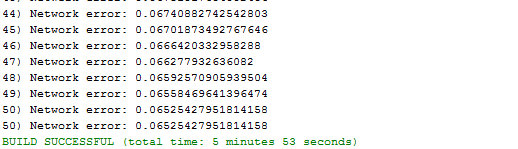 44) Network error: 0.06740882742542803
45) Network error: 0.06701873492767646
46) Network error: 0.0666420332958288
47) Network error: 0.066277932636082
48) Network error: 0.06592570905939504
49) Network error: 0.06558469641396474
50) Network error: 0.06525427951814158
50) Network error: 0.06525427951814158
BUILD SUCCESSFUL (total time: 5 minutes 53 seconds)